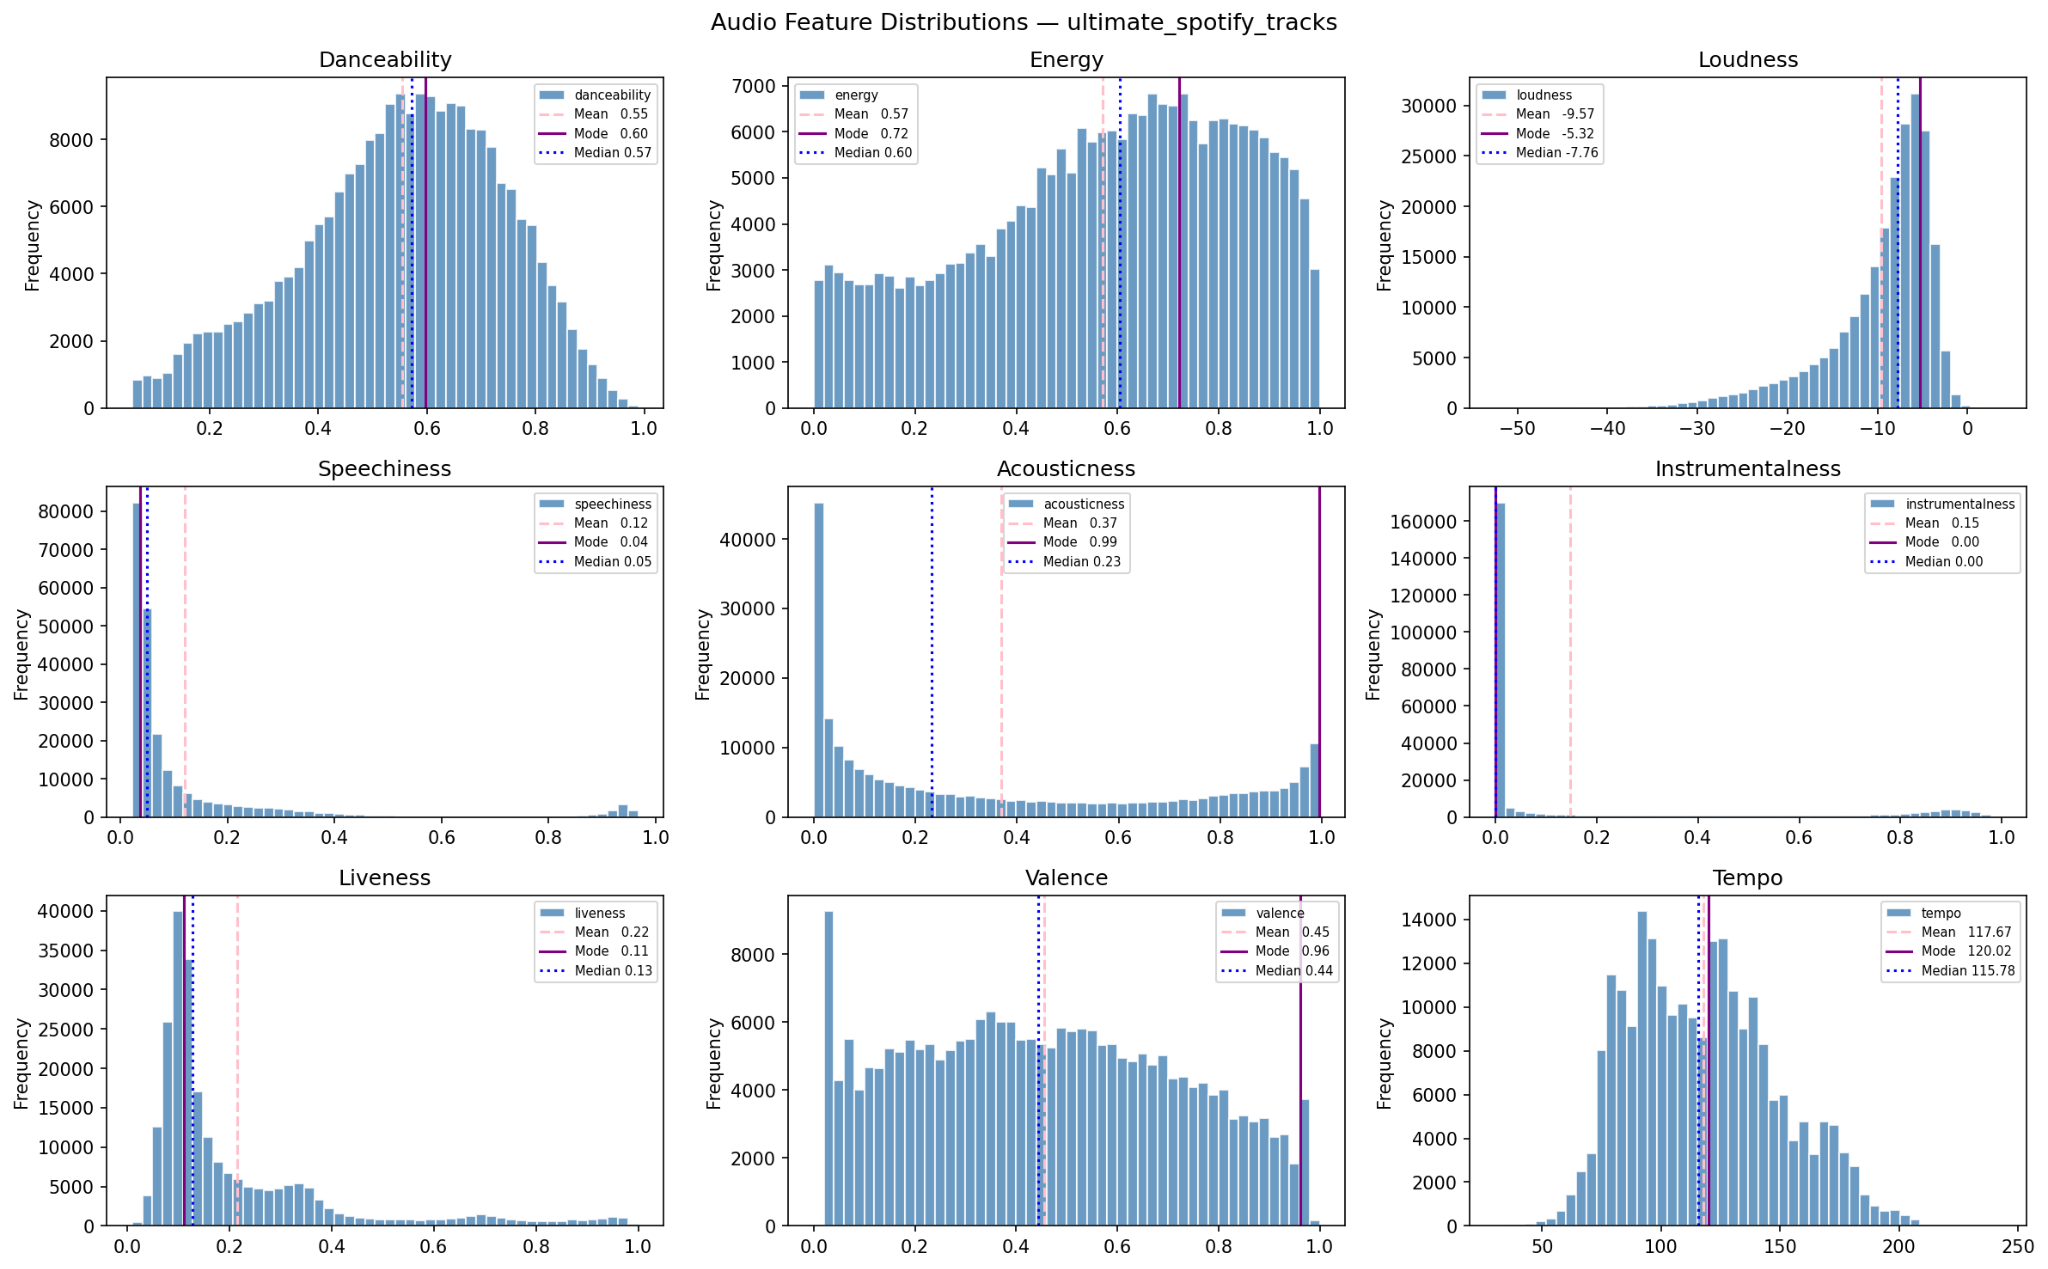 Audio Feature Distributions — ultimate_spotify_tracks
Danceability
Frequency
8000
6000
4000
2000
0
0.2 0.4 0.6 0.8 1.0
danceability
Mean 0.55
Mode 0.60
Median 0.57
Energy
Frequency
7000
6000
5000
4000
3000
2000
1000
0
0.0 0.2 0.4 0.6 0.8 1.0
energy
Mean 0.57
Mode 0.72
Median 0.60
Loudness
Frequency
30000
25000
20000
15000
10000
5000
0
−50 −40 −30 −20 −10 0
loudness
Mean -9.57
Mode -5.32
Median -7.76
Speechiness
Frequency
80000
70000
60000
50000
40000
30000
20000
10000
0
0.0 0.2 0.4 0.6 0.8 1.0
speechiness
Mean 0.12
Mode 0.04
Median 0.05
Acousticness
Frequency
40000
30000
20000
10000
0
0.0 0.2 0.4 0.6 0.8 1.0
acousticness
Mean 0.37
Mode 0.99
Median 0.23
Instrumentalness
Frequency
160000
140000
120000
100000
80000
60000
40000
20000
0
0.0 0.2 0.4 0.6 0.8 1.0
instrumentalness
Mean 0.15
Mode 0.00
Median 0.00
Liveness
Frequency
40000
35000
30000
25000
20000
15000
10000
5000
0
0.0 0.2 0.4 0.6 0.8 1.0
liveness
Mean 0.22
Mode 0.11
Median 0.13
Valence
Frequency
8000
6000
4000
2000
0
0.0 0.2 0.4 0.6 0.8 1.0
valence
Mean 0.45
Mode 0.96
Median 0.44
Tempo
Frequency
14000
12000
10000
8000
6000
4000
2000
0
50 100 150 200 250
tempo
Mean 117.67
Mode 120.02
Median 115.78